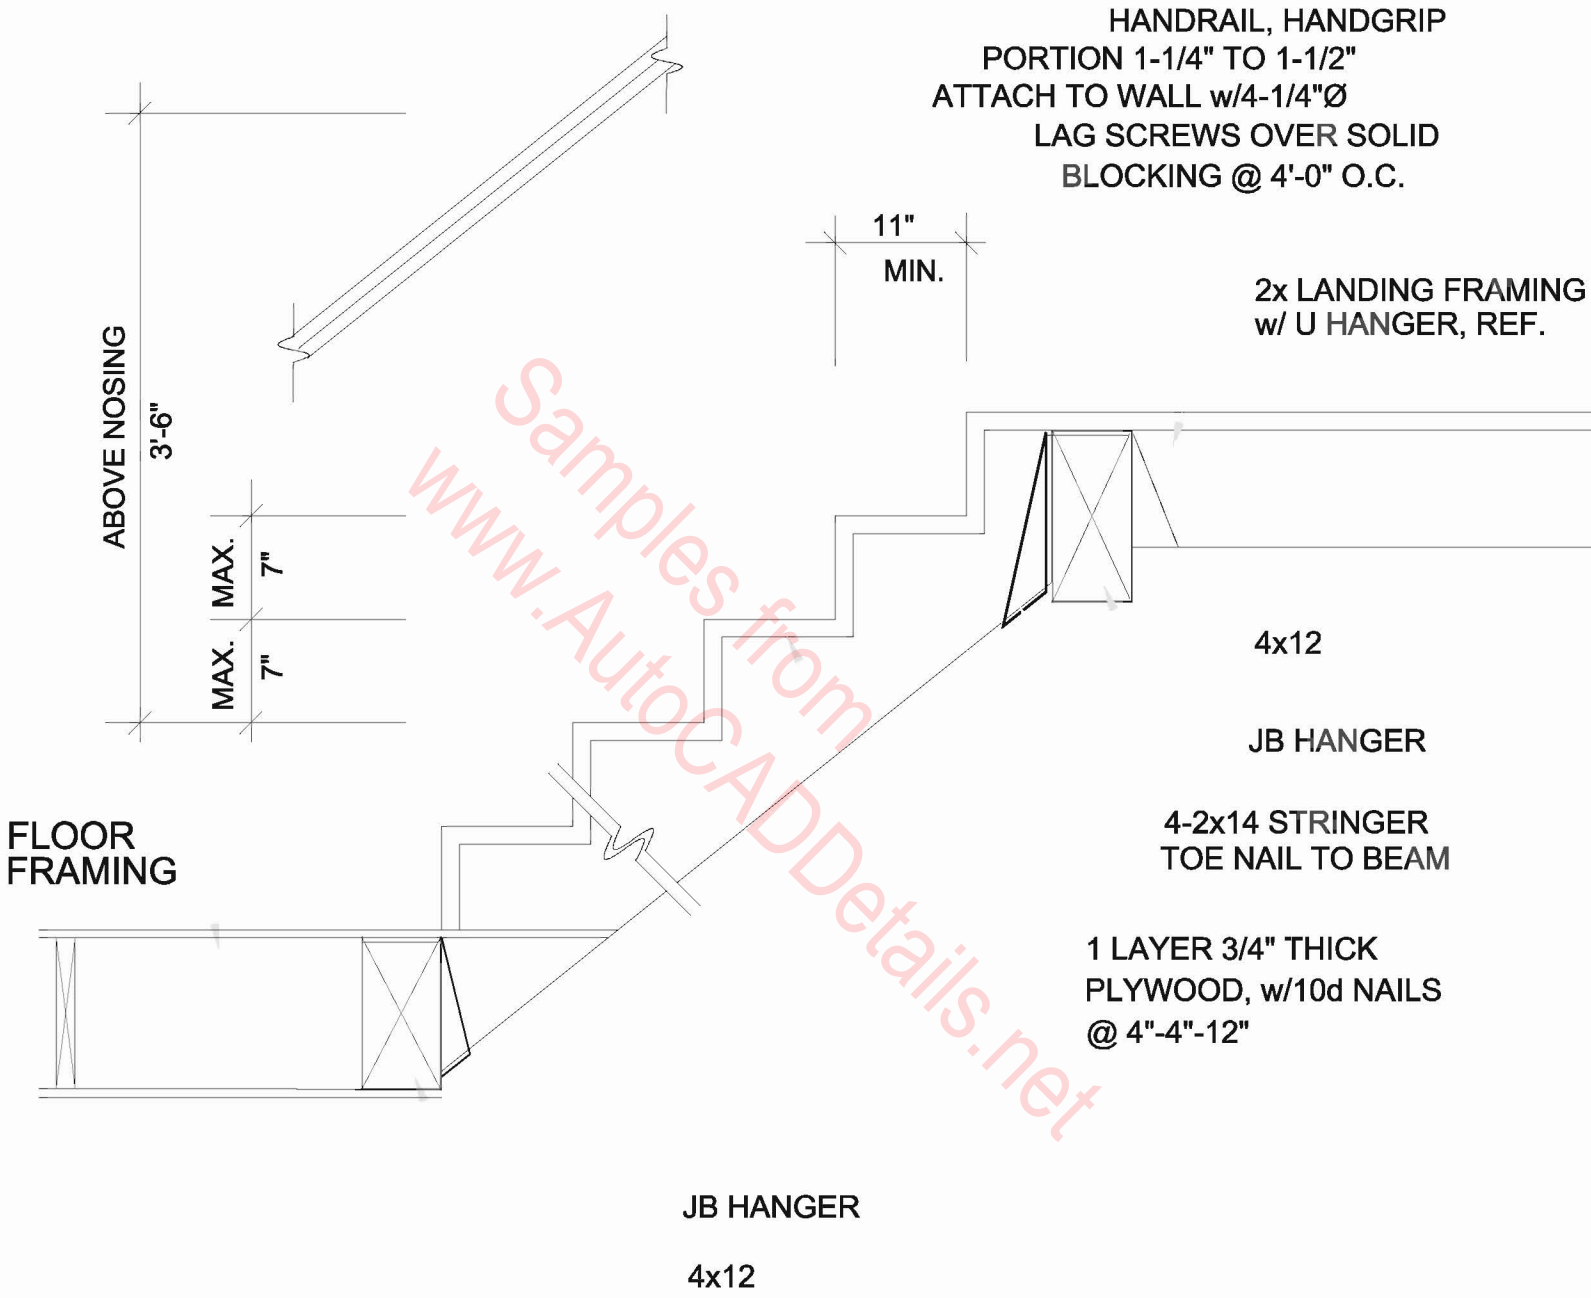 HANDRAIL, HANDGRIP
PORTION 1-1/4" TO 1-1/2"
ATTACH TO WALL w/4-1/4"Ø
LAG SCREWS OVER SOLID
BLOCKING @ 4'-0" O.C.
11"
MIN.
2x LANDING FRAMING
w/ U HANGER, REF.
ABOVE NOSING
3'-6"
MAX.
7"
MAX.
7"
Samples from
www.AutoCADDetails.net
4x12
JB HANGER
4-2x14 STRINGER
TOE NAIL TO BEAM
FLOOR
FRAMING
1 LAYER 3/4" THICK
PLYWOOD, w/10d NAILS
@ 4"-4"-12"
JB HANGER
4x12